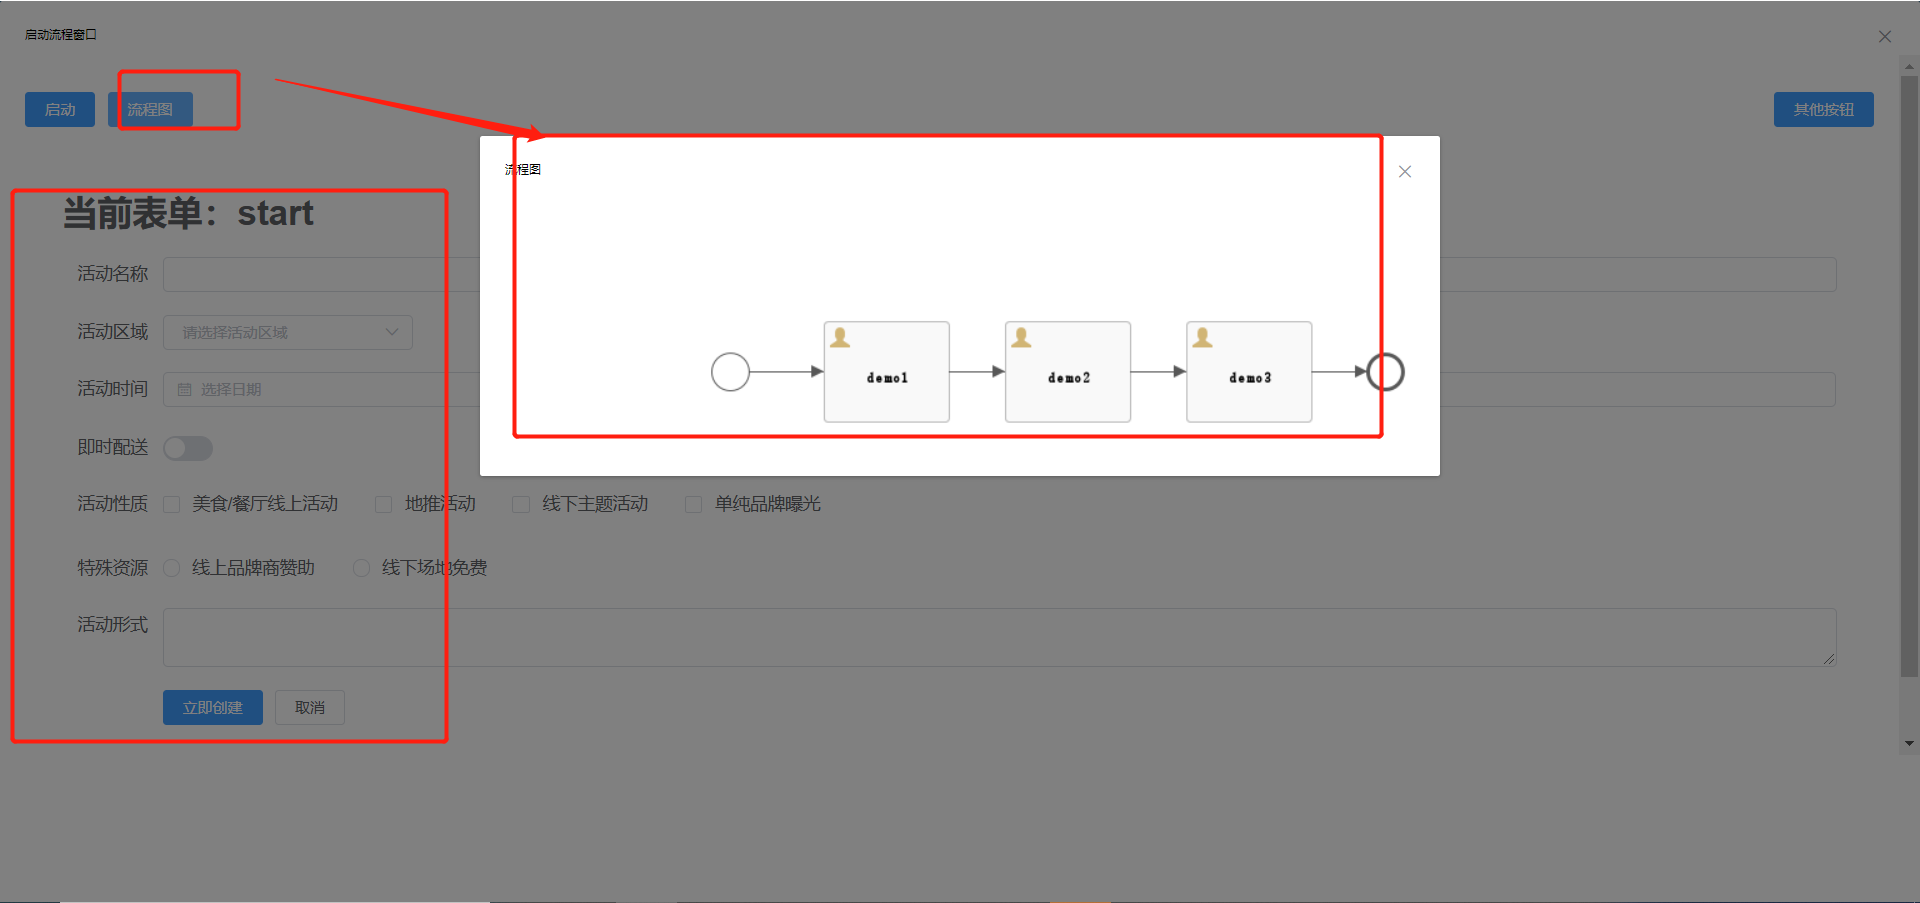 启动流程窗口
启动 流程图 其他按钮
流程图
当前表单：start
活动名称
活动区域 请选择活动区域
活动时间 选择日期
demo1 demo2 demo3
即时配送
活动性质 美食/餐厅线上活动 地推活动 线下主题活动 单纯品牌曝光
特殊资源 线上品牌商赞助 线下场地免费
活动形式
立即创建 取消